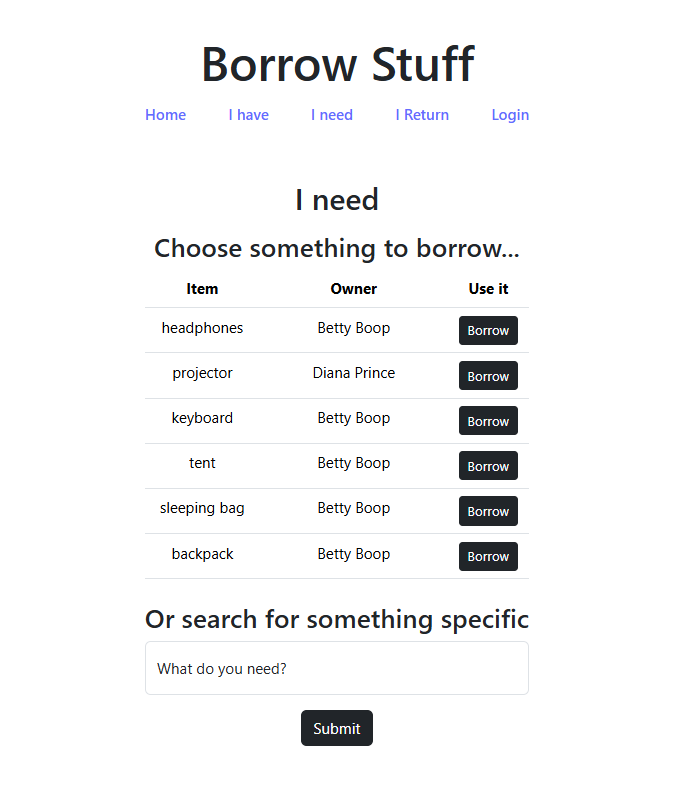 Borrow Stuff
Home I have I need I Return Login
I need
Choose something to borrow...
Item Owner Use it
headphones Betty Boop Borrow
projector Diana Prince Borrow
keyboard Betty Boop Borrow
tent Betty Boop Borrow
sleeping bag Betty Boop Borrow
backpack Betty Boop Borrow
Or search for something specific
What do you need?
Submit